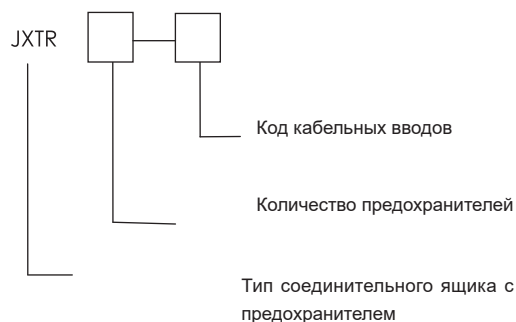 JXTR
Код кабельных вводов
Количество предохранителей
Тип соединительного ящика с
предохранителем